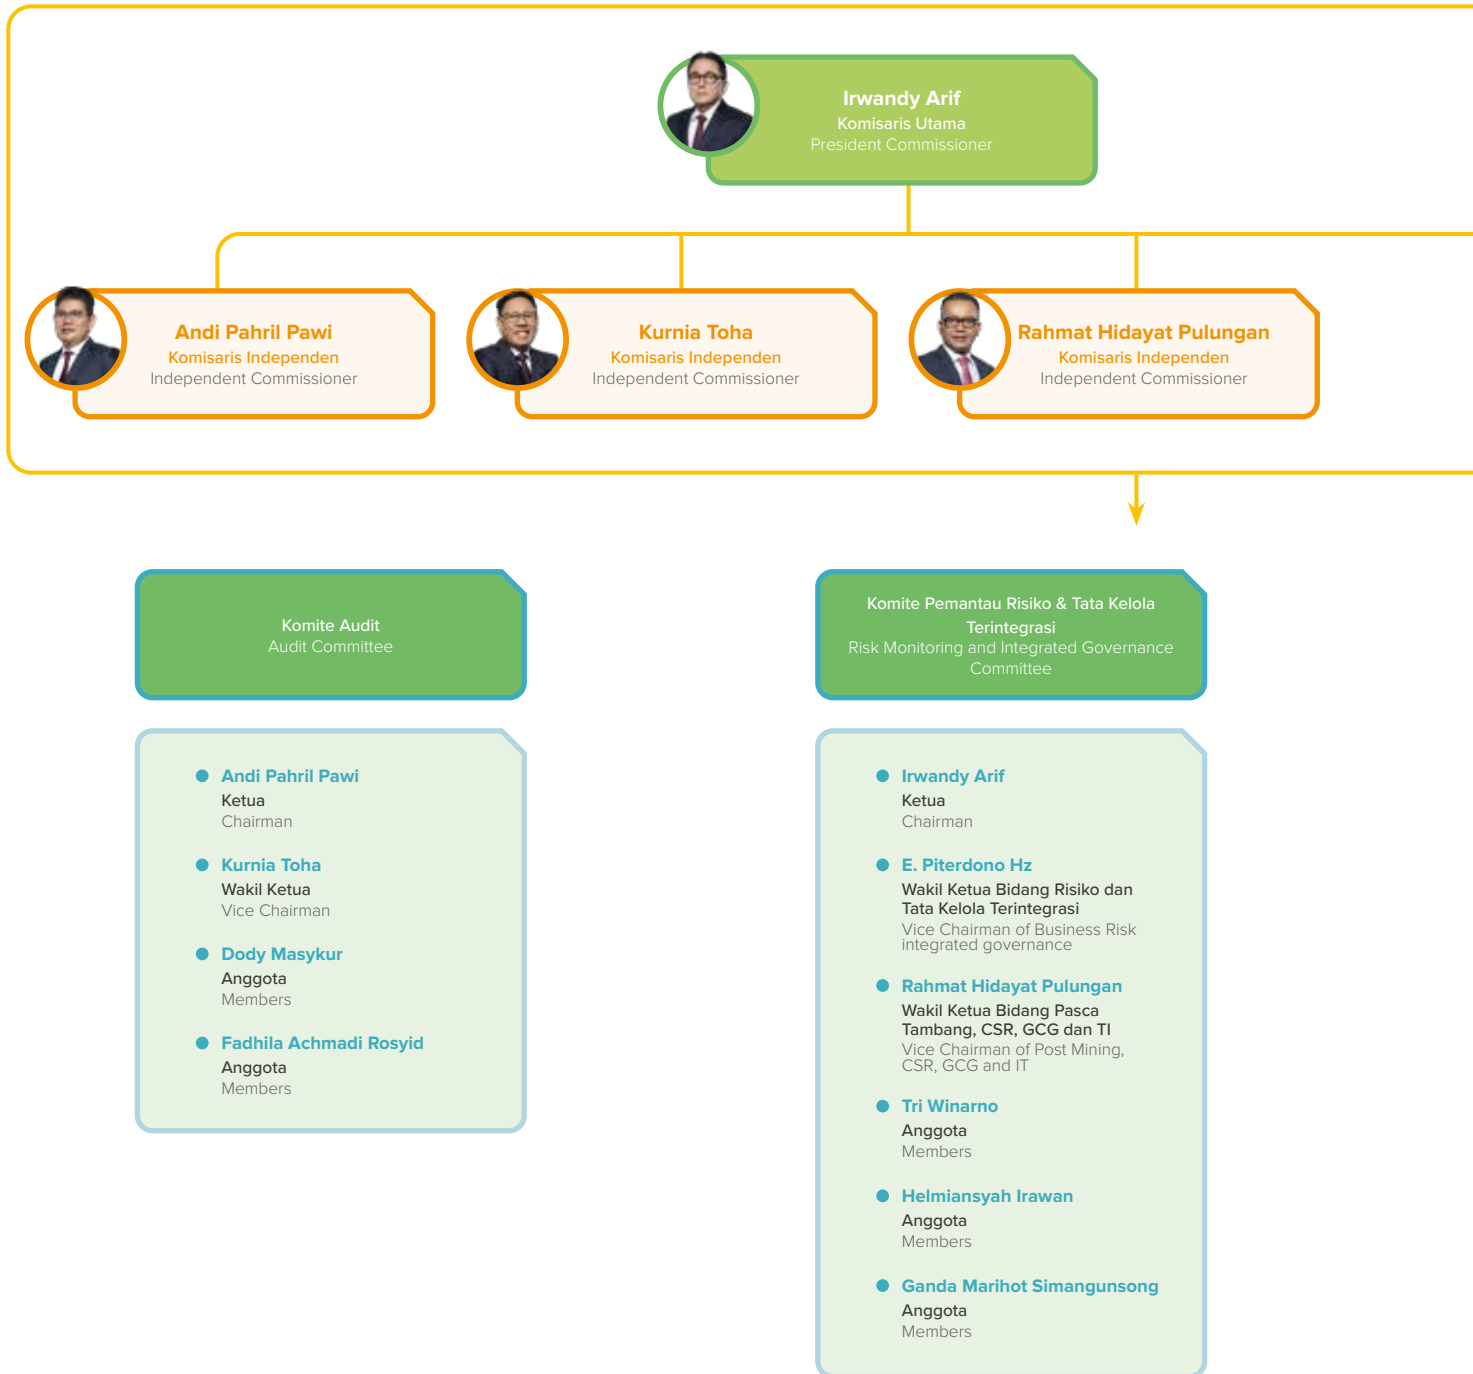 Irwandy Arif
Komisaris Utama
President Commissioner
Andi Pahril Pawi
Komisaris Independen
Independent Commissioner
Kurnia Toha
Komisaris Independen
Independent Commissioner
Rahmat Hidayat Pulungan
Komisaris Independen
Independent Commissioner
Komite Audit
Audit Committee
Andi Pahril Pawi
Ketua
Chairman
Kurnia Toha
Wakil Ketua
Vice Chairman
Dody Masykur
Anggota
Members
Fadhila Achmadi Rosyid
Anggota
Members
Komite Pemantau Risiko & Tata Kelola
Terintegrasi
Risk Monitoring and Integrated Governance
Committee
Irwandy Arif
Ketua
Chairman
E. Piterdono Hz
Wakil Ketua Bidang Risiko dan
Tata Kelola Terintegrasi
Vice Chairman of Business Risk
integrated governance
Rahmat Hidayat Pulungan
Wakil Ketua Bidang Pasca
Tambang, CSR, GCG dan TI
Vice Chairman of Post Mining,
CSR, GCG and IT
Tri Winarno
Anggota
Members
Helmiansyah Irawan
Anggota
Members
Ganda Marihot Simangunsong
Anggota
Members